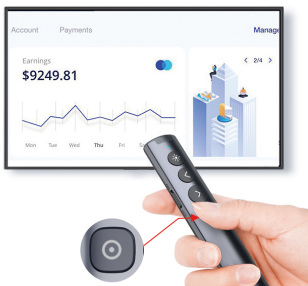 Account Payments Manage
Earnings
$9249.81
< 2/4 >
Mon Tue Wed Thu Fri